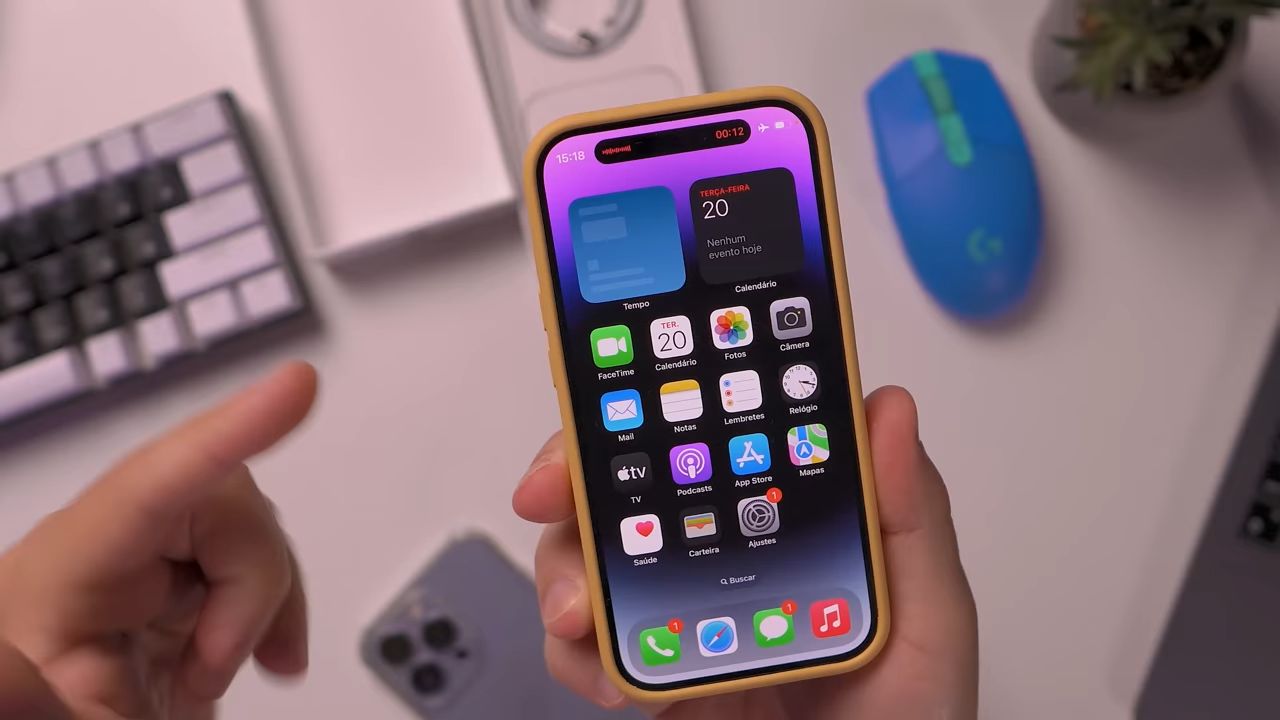 15:18
00:12
TERÇA-FEIRA
20
Nenhum
evento hoje
Tempo
Calendário
FaceTime
TER.
20
Calendário
Fotos
Câmera
Mail
Notas
Lembretes
Relógio
tv
TV
Podcasts
App Store
Mapas
Saúde
Carteira
1
Ajustes
Buscar
1
1